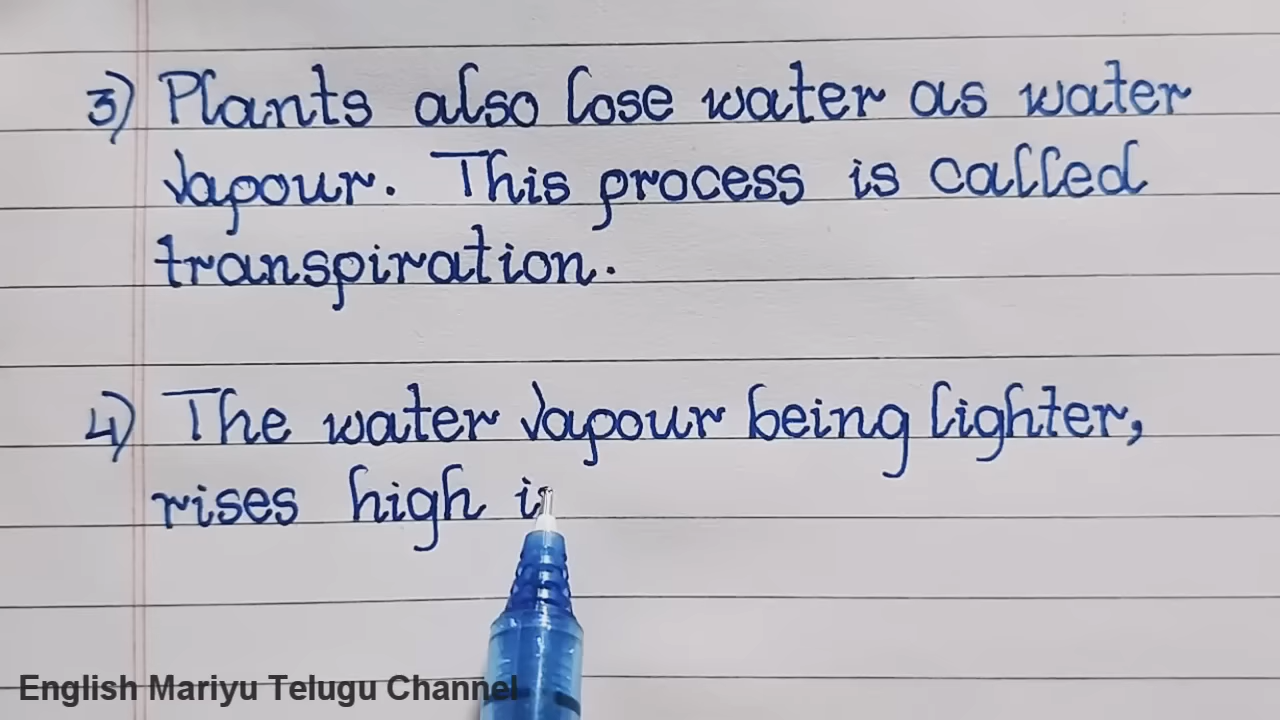 3) Plants also lose water as water
vapour. This process is called
transpiration.
4) The water vapour being lighter,
rises high
English Mariyu Telugu Channel